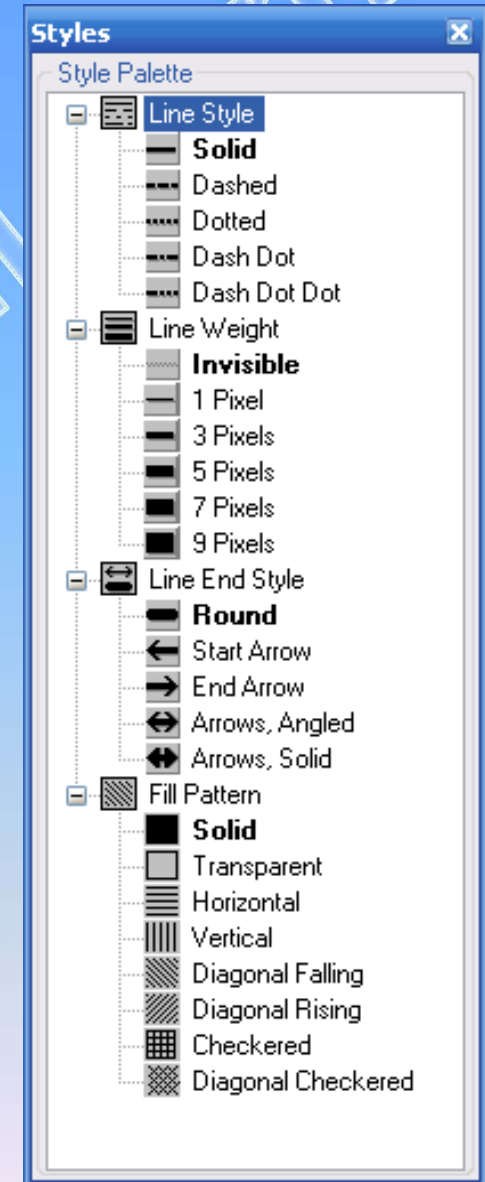 Styles
Style Palette
Line Style
Solid
Dashed
Dotted
Dash Dot
Dash Dot Dot
Line Weight
Invisible
1 Pixel
3 Pixels
5 Pixels
7 Pixels
9 Pixels
Line End Style
Round
Start Arrow
End Arrow
Arrows, Angled
Arrows, Solid
Fill Pattern
Solid
Transparent
Horizontal
Vertical
Diagonal Falling
Diagonal Rising
Checkered
Diagonal Checkered